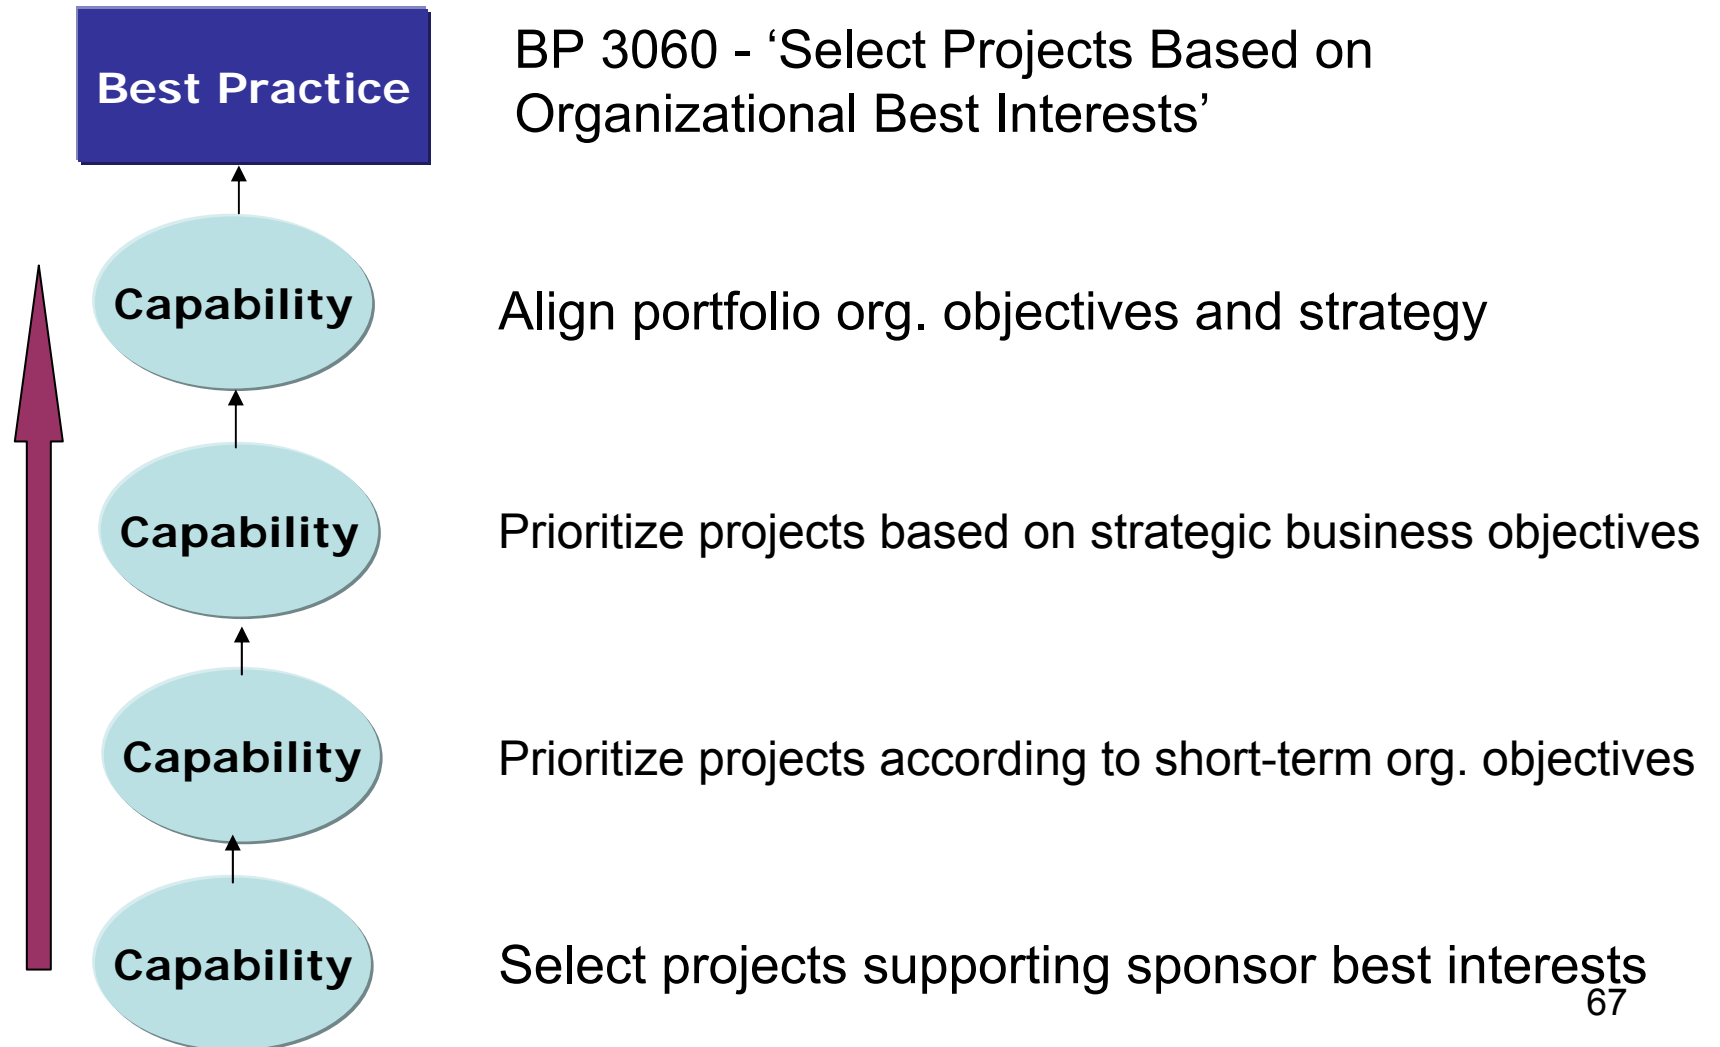 Best Practice
BP 3060 - ‘Select Projects Based on
Organizational Best Interests’
Capability
Align portfolio org. objectives and strategy
Capability
Prioritize projects based on strategic business objectives
Capability
Prioritize projects according to short-term org. objectives
Capability
Select projects supporting sponsor best interests
67